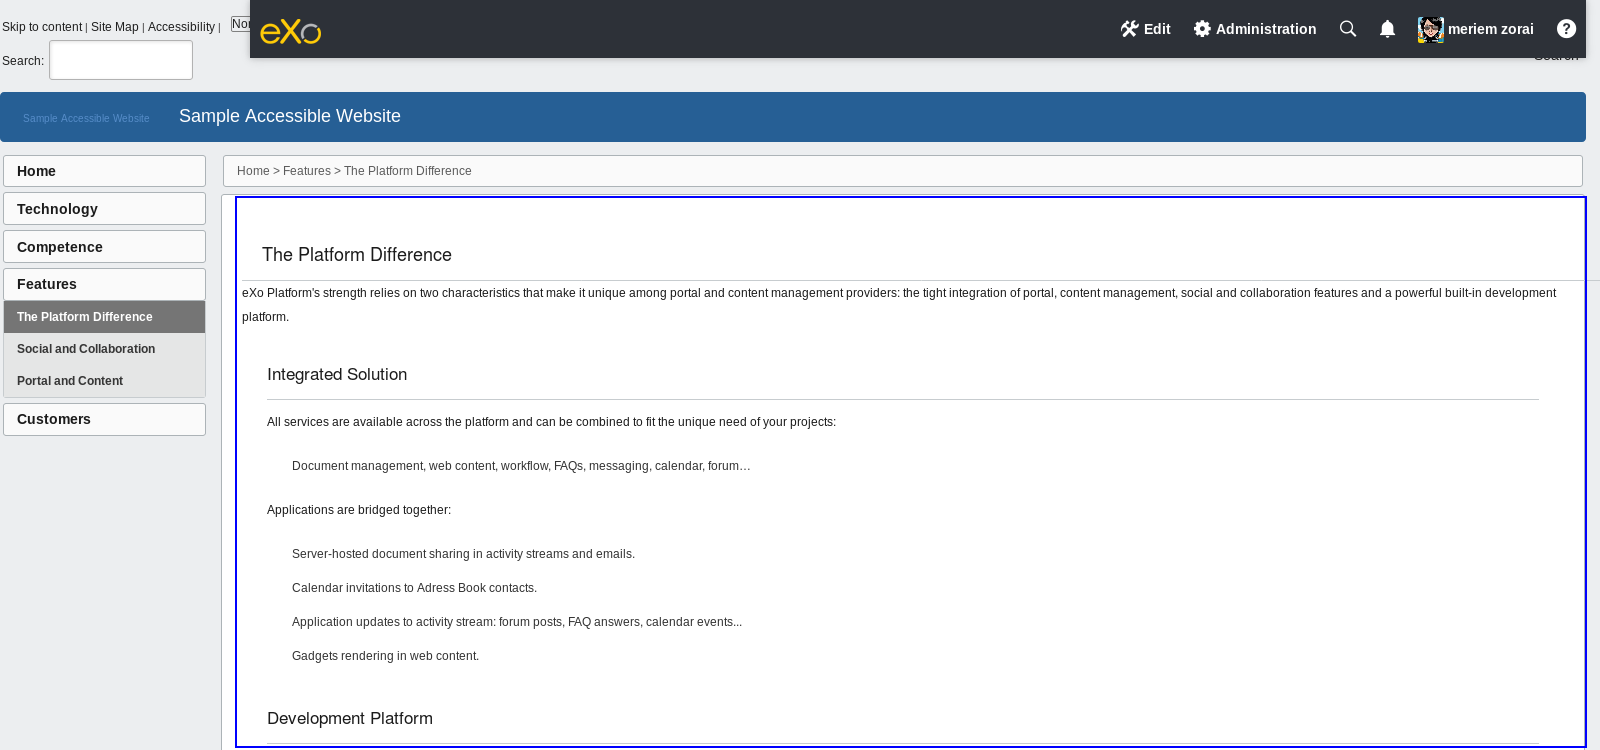 Skip to content | Site Map | Accessibility |
eXo
Edit
Administration
meriem zorai
Search:
Sample Accessible Website
Sample Accessible Website
Home
Technology
Competence
Features
The Platform Difference
Social and Collaboration
Portal and Content
Customers
Home > Features > The Platform Difference
The Platform Difference
eXo Platform's strength relies on two characteristics that make it unique among portal and content management providers: the tight integration of portal, content management, social and collaboration features and a powerful built-in development
platform.
Integrated Solution
All services are available across the platform and can be combined to fit the unique need of your projects:
Document management, web content, workflow, FAQs, messaging, calendar, forum…
Applications are bridged together:
Server-hosted document sharing in activity streams and emails.
Calendar invitations to Adress Book contacts.
Application updates to activity stream: forum posts, FAQ answers, calendar events...
Gadgets rendering in web content.
Development Platform